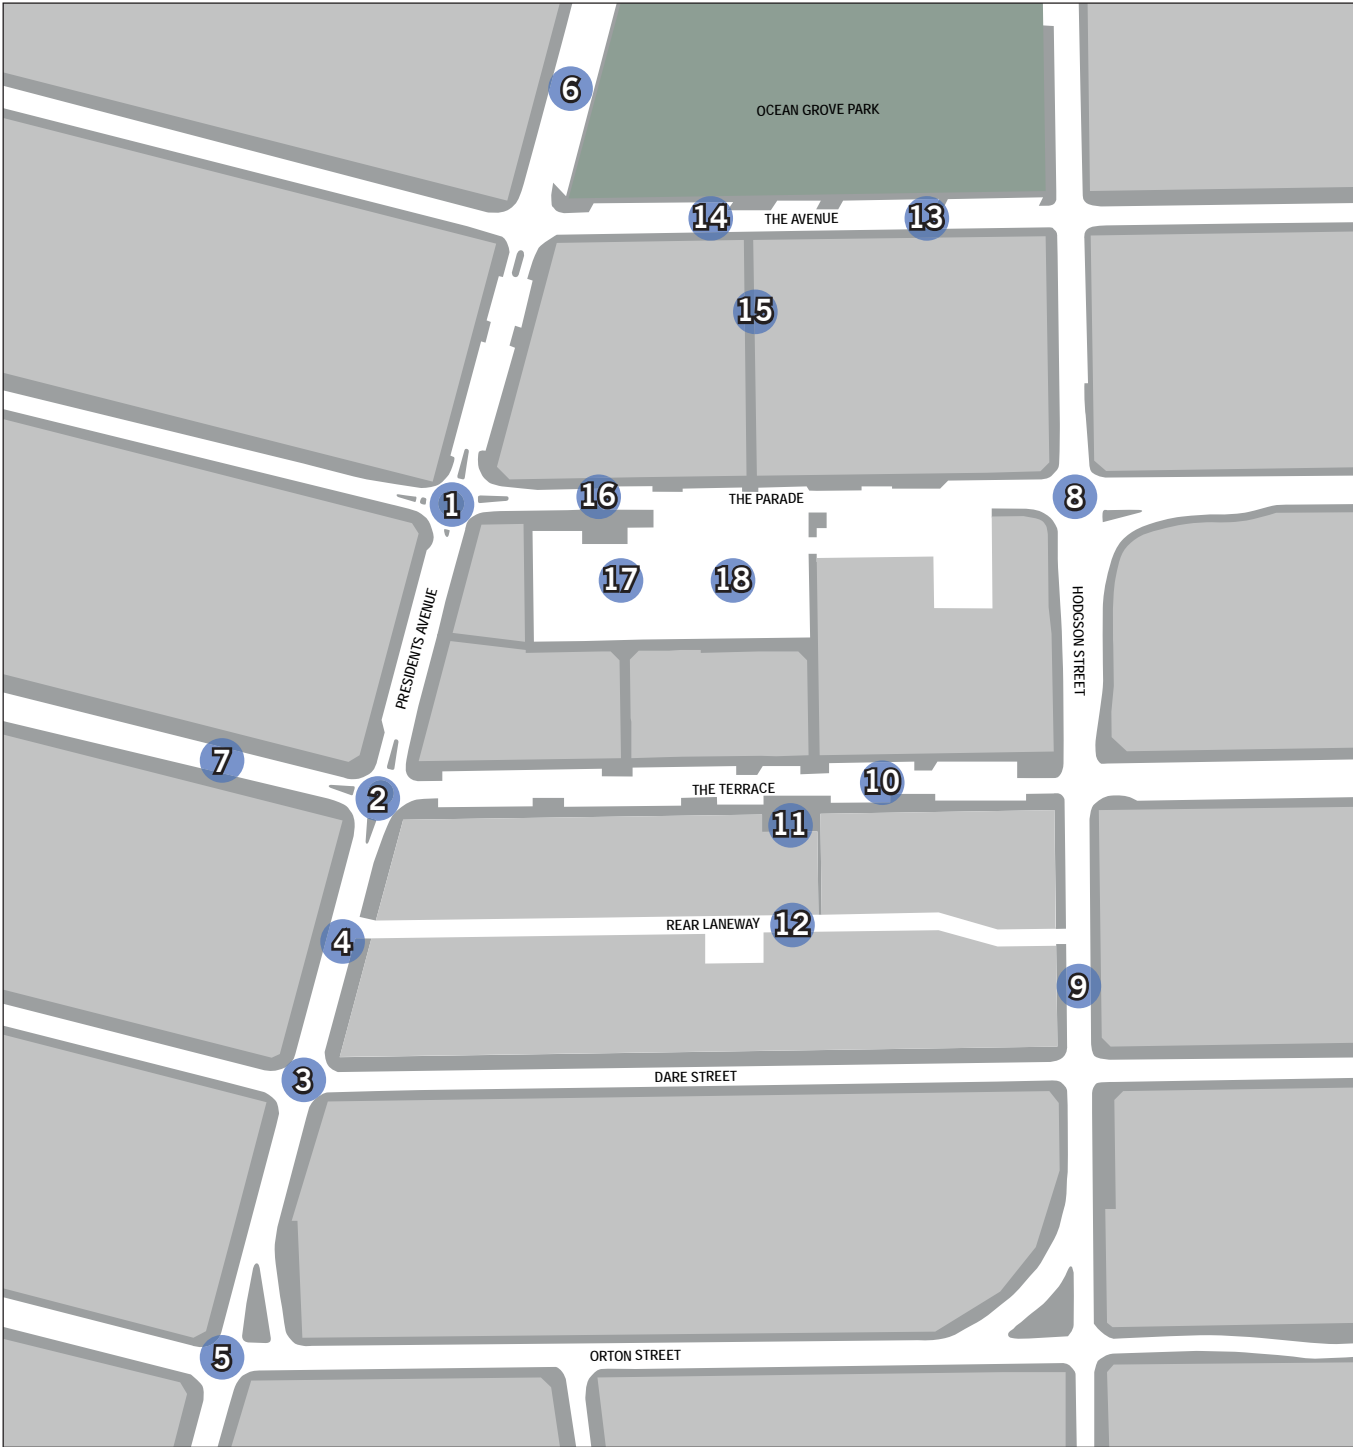 6
OCEAN GROVE PARK
14
THE AVENUE
13
15
1
16
THE PARADE
8
17
18
PRESIDENTS AVENUE
HODGSON STREET
7
2
THE TERRACE
10
11
4
REAR LANEWAY
12
9
3
DARE STREET
5
ORTON STREET